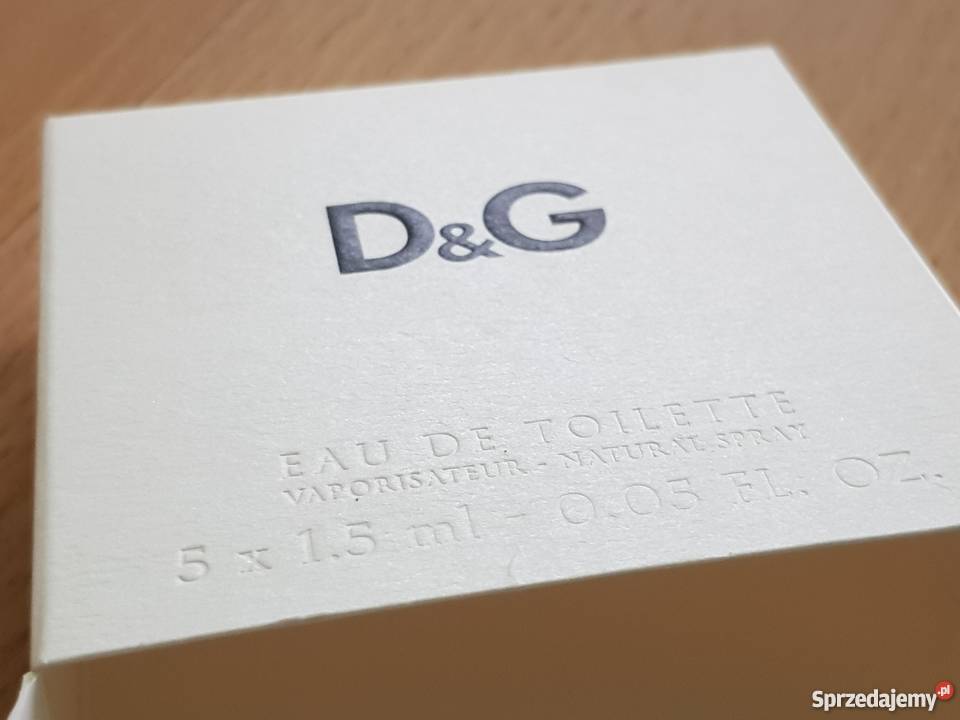 D&G
EAU DE TOILETTE
VAPORISATEUR - NATURAL SPRAY
5 x 1.5 ml - 0.05 FL. OZ.
Sprzedajemy.pl